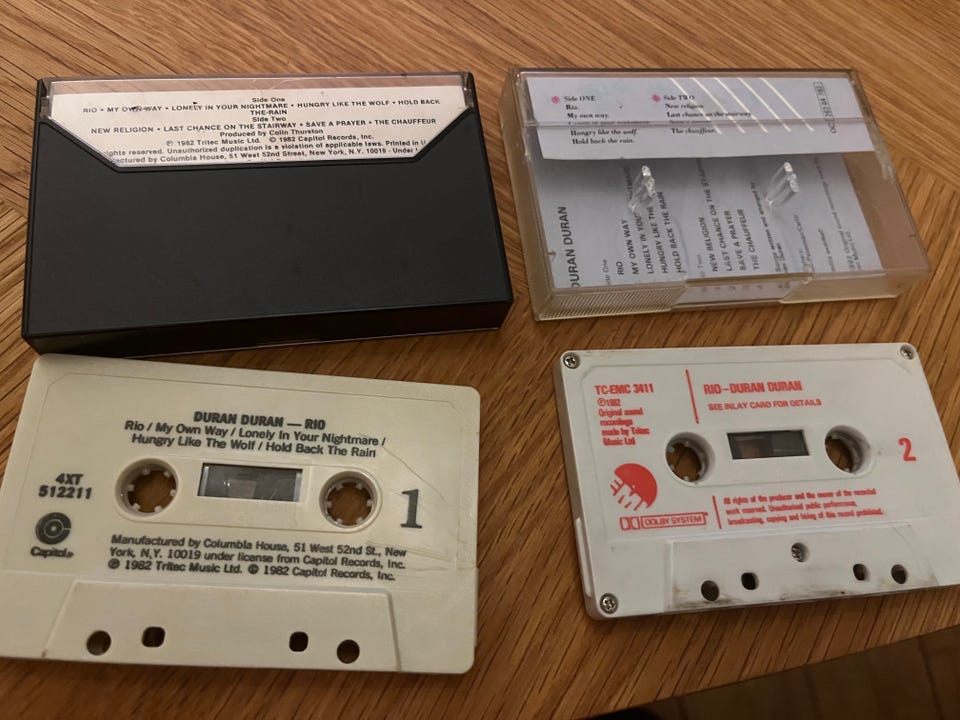 Side One
RIO • MY OWN WAY • LONELY IN YOUR NIGHTMARE • HUNGRY LIKE THE WOLF • HOLD BACK
THE RAIN
Side Two
NEW RELIGION • LAST CHANCE ON THE STAIRWAY • SAVE A PRAYER • THE CHAUFFEUR
Produced by Colin Thurston
℗ 1982 Tritec Music Ltd. © 1982 Capitol Records, Inc.
rights reserved. Unauthorized duplication is a violation of applicable laws. Printed in U
by Columbia House, 51 West 52nd Street, New York, N.Y. 10019
Side ONE
Rio.
My own way.
Hungry like the wolf.
Hold back the rain.
Side TWO
New religion
Last chance on the stairway
The chauffeur
DURAN DURAN
RIO
MY OWN WAY
LONELY IN YOUR
HUNGRY LIKE THE
HOLD BACK THE RAIN
NEW RELIGION
LAST CHANCE ON THE
SAVE A PRAYER
THE CHAUFFEUR
DURAN DURAN — RIO
Rio / My Own Way / Lonely In Your Nightmare /
Hungry Like The Wolf / Hold Back The Rain
4XT
512211
1
Capitol
Manufactured by Columbia House, 51 West 52nd St., New
York, N.Y. 10019 under license from Capitol Records, Inc.
℗ 1982 Tritec Music Ltd. © 1982 Capitol Records, Inc.
TC-EMC 3411
℗1982
Original sound
recordings
made by Tritec
Music Ltd
RIO-DURAN DURAN
SEE INLAY CARD FOR DETAILS
2
EMI
DOLBY SYSTEM
All rights of the producer and the owner of the recorded
work reserved. Unauthorised public performance,
broadcasting, copying and hiring of this record prohibited.